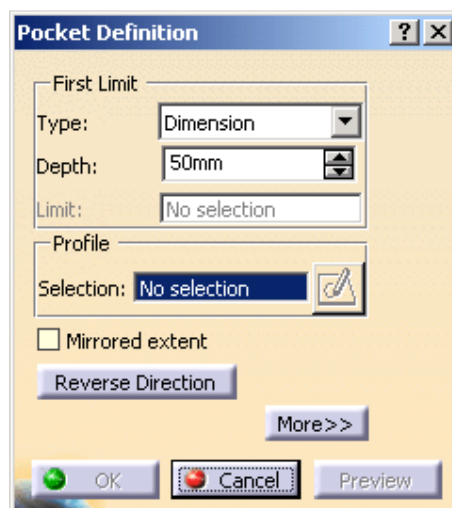 Pocket Definition ? X
First Limit
Type: Dimension
Depth: 50mm
Limit: No selection
Profile
Selection: No selection
Mirrored extent
Reverse Direction
More>>
OK Cancel Preview